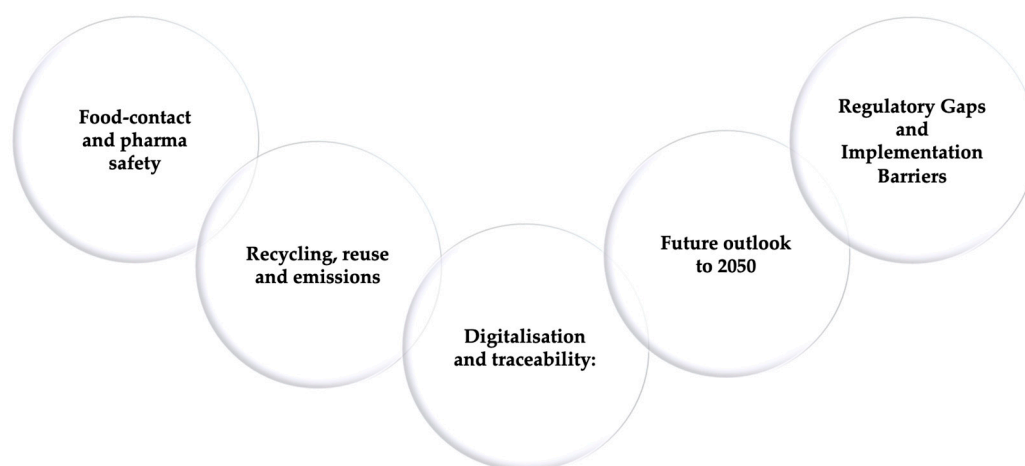 Food-contact
and pharma
safety
Recycling, reuse
and emissions
Digitalisation
and traceability:
Future outlook
to 2050
Regulatory Gaps
and
Implementation
Barriers